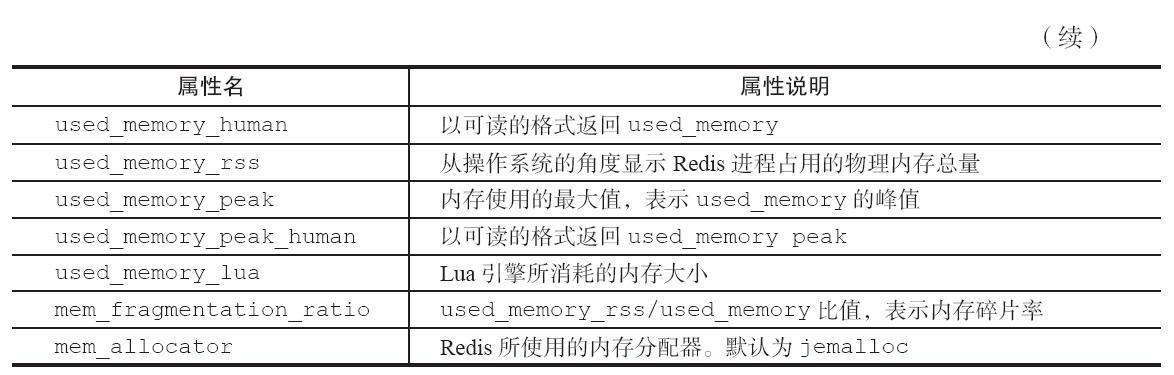 （续）
属性名 属性说明
used_memory_human 以可读的格式返回 used_memory
used_memory_rss 从操作系统的角度显示 Redis 进程占用的物理内存总量
used_memory_peak 内存使用的最大值，表示 used_memory 的峰值
used_memory_peak_human 以可读的格式返回 used_memory peak
used_memory_lua Lua 引擎所消耗的内存大小
mem_fragmentation_ratio used_memory_rss/used_memory 比值，表示内存碎片率
mem_allocator Redis 所使用的内存分配器。默认为 jemalloc